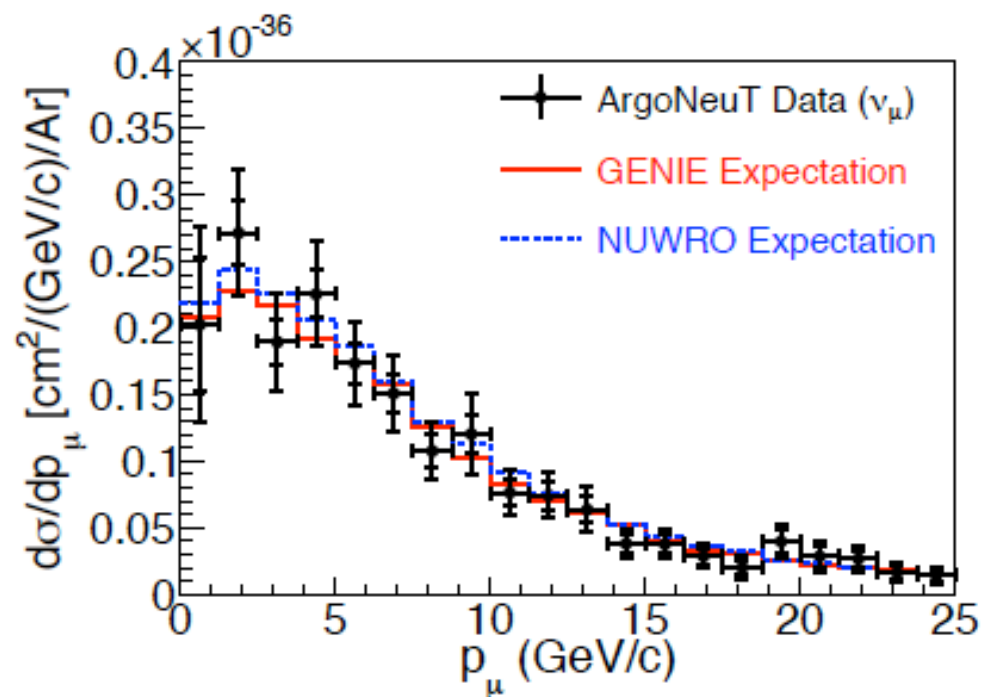 ×10⁻³⁶
0.4
0.35
0.3
0.25
0.2
0.15
0.1
0.05
0
dσ/dp_μ [cm²/(GeV/c)/Ar]
ArgoNeuT Data (ν_μ)
GENIE Expectation
NUWRO Expectation
0 5 10 15 20 25
p_μ (GeV/c)